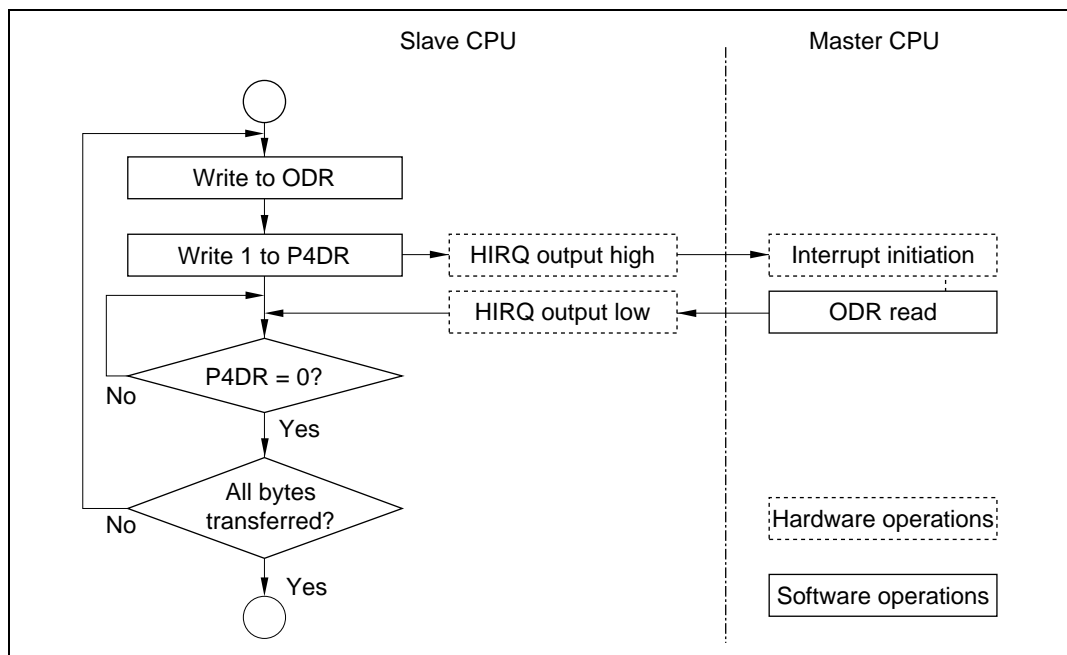 Slave CPU
Master CPU
Write to ODR
Write 1 to P4DR
HIRQ output high
Interrupt initiation
HIRQ output low
ODR read
P4DR = 0?
No
Yes
All bytes
transferred?
No
Yes
Hardware operations
Software operations